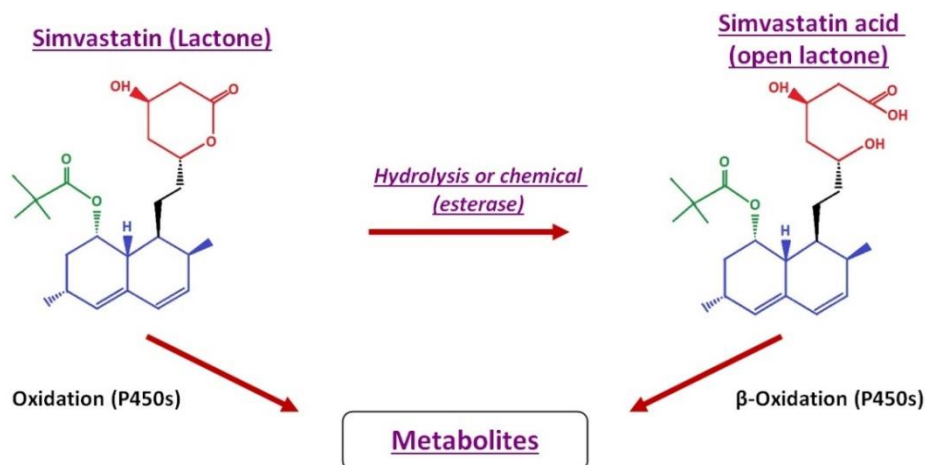 Simvastatin (Lactone)
Simvastatin acid
(open lactone)
OH
O
O
O
O
H
Hydrolysis or chemical
(esterase)
OH
O
OH
OH
O
O
H
Oxidation (P450s)
β-Oxidation (P450s)
Metabolites